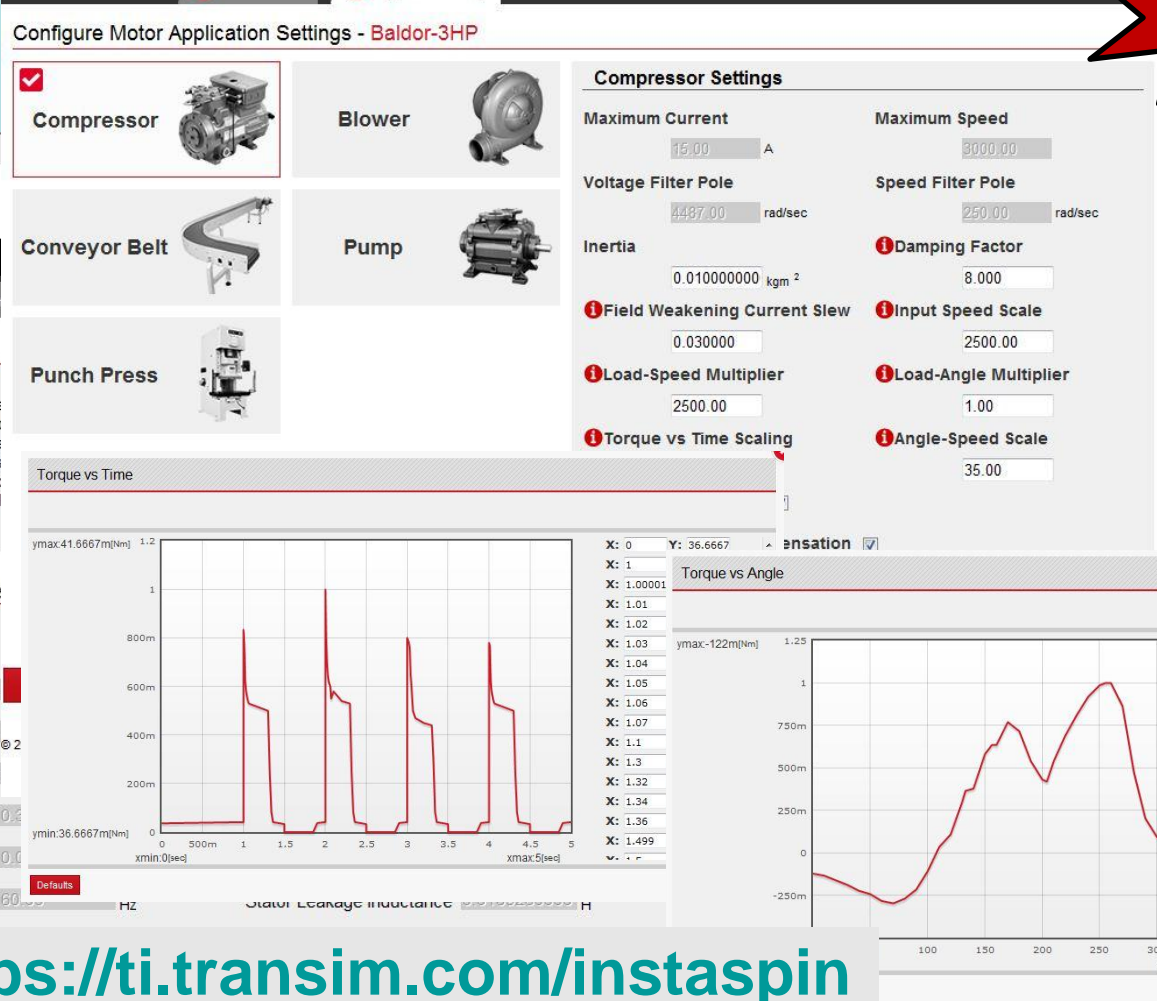 Configure Motor Application Settings - Baldor-3HP
Compressor
Blower
Conveyor Belt
Pump
Punch Press
Compressor Settings
Maximum Current
Maximum Speed
15.00 A
3000.00
Voltage Filter Pole
Speed Filter Pole
4487.00 rad/sec
250.00 rad/sec
Inertia
Damping Factor
0.010000000 kgm 2
8.000
Field Weakening Current Slew
Input Speed Scale
0.030000
2500.00
Load-Speed Multiplier
Load-Angle Multiplier
2500.00
1.00
Torque vs Time Scaling
Angle-Speed Scale
35.00
ensation
Torque vs Time
ymax:41.6667m[Nm]
1.2
1
800m
600m
400m
200m
0
ymin:36.6667m[Nm]
0 500m 1 1.5 2 2.5 3 3.5 4 4.5 5
xmin:0[sec]
xmax:5[sec]
X: 0 Y: 36.6667
X: 1
X: 1.00001
X: 1.01
X: 1.02
X: 1.03
X: 1.04
X: 1.05
X: 1.06
X: 1.07
X: 1.1
X: 1.3
X: 1.32
X: 1.34
X: 1.36
X: 1.499
Defaults
Torque vs Angle
ymax:-122m[Nm]
1.25
1
750m
500m
250m
0
-250m
100 150 200 250
© 2
Hz
Stator Leakage Inductance
H
ps://ti.transim.com/instaspin